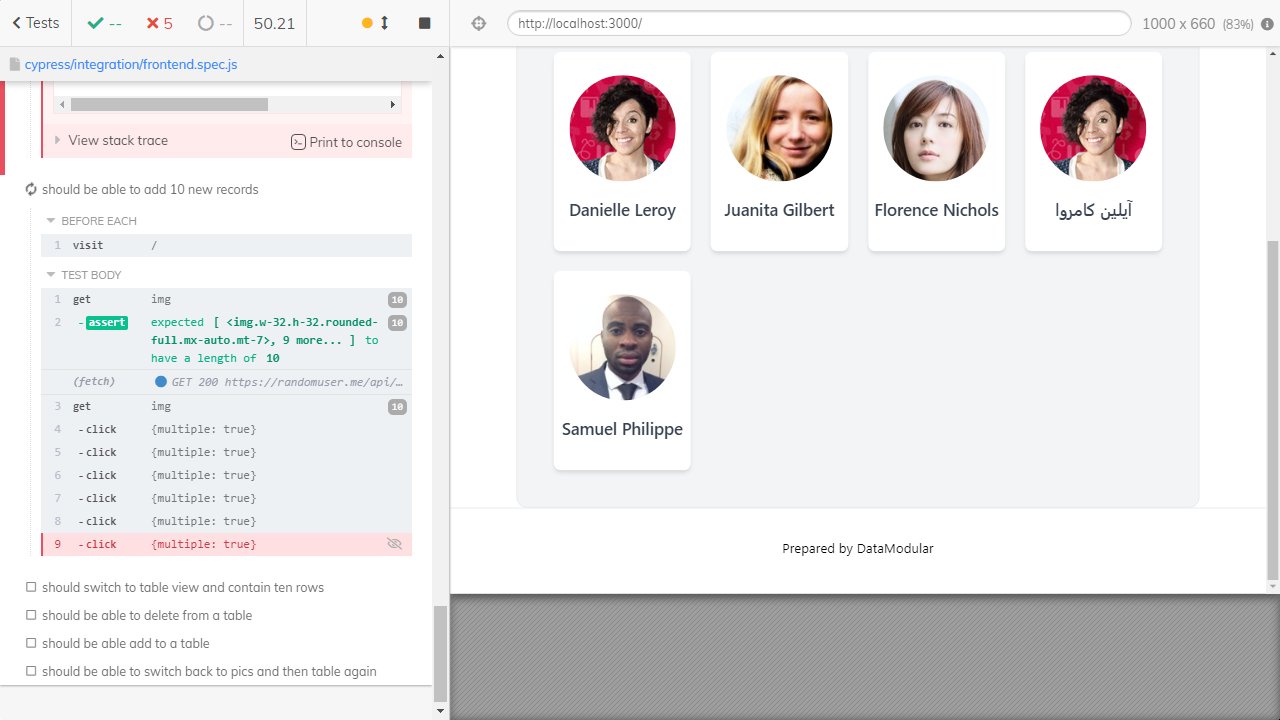 Tests
--
5
--
50.21
http://localhost:3000/
1000 x 660 (83%)
cypress/integration/frontend.spec.js
View stack trace
Print to console
should be able to add 10 new records
BEFORE EACH
1 visit /
TEST BODY
1 get img 10
2 -assert expected [ <img.w-32.h-32.rounded- 10
full.mx-auto.mt-7>, 9 more... ] to
have a length of 10
(fetch) GET 200 https://randomuser.me/api/…
3 get img 10
4 -click {multiple: true}
5 -click {multiple: true}
6 -click {multiple: true}
7 -click {multiple: true}
8 -click {multiple: true}
9 -click {multiple: true}
should switch to table view and contain ten rows
should be able to delete from a table
should be able add to a table
should be able to switch back to pics and then table again
Danielle Leroy
Juanita Gilbert
Florence Nichols
آیلین کامروا
Samuel Philippe
Prepared by DataModular